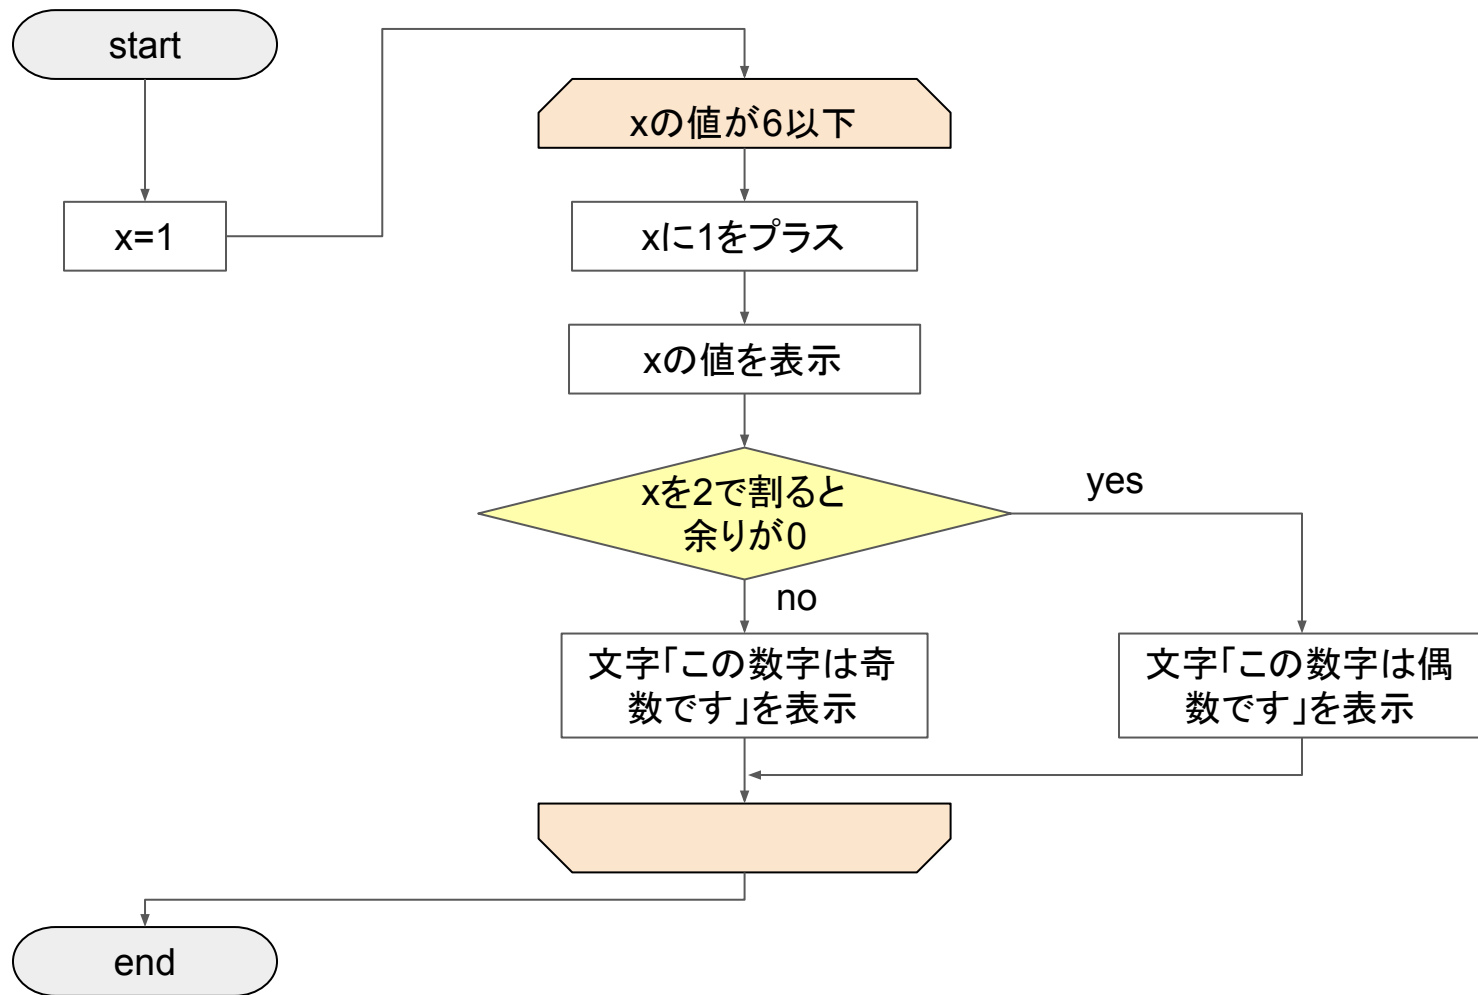 start
xの値が6以下
x=1
xに1をプラス
xの値を表示
xを2で割ると
余りが0
yes
no
文字「この数字は奇
数です」を表示
文字「この数字は偶
数です」を表示
end